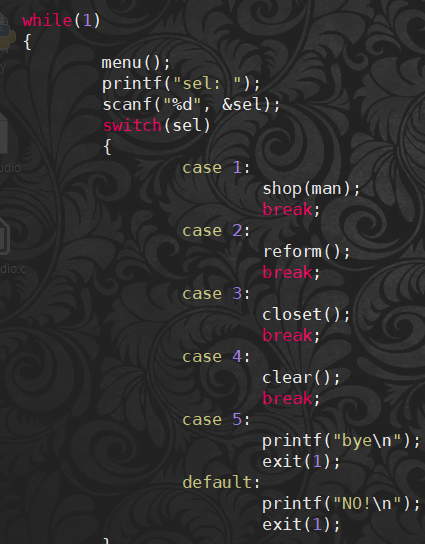 while(1)
{
menu();
printf("sel: ");
scanf("%d", &sel);
switch(sel)
{
case 1:
shop(man);
break;
case 2:
reform();
break;
case 3:
closet();
break;
case 4:
clear();
break;
case 5:
printf("bye\n");
exit(1);
default:
printf("NO!\n");
exit(1);
}